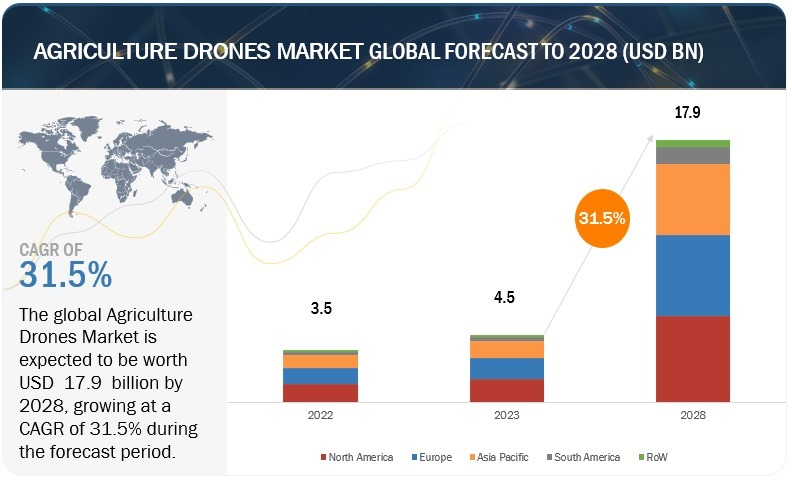 AGRICULTURE DRONES MARKET GLOBAL FORECAST TO 2028 (USD BN)
CAGR OF
31.5%
The global Agriculture
Drones Market is
expected to be worth
USD 17.9 billion by
2028, growing at a
CAGR of 31.5% during
the forecast period.
17.9
31.5%
4.5
3.5
2022 2023 2028
North America Europe Asia Pacific South America RoW